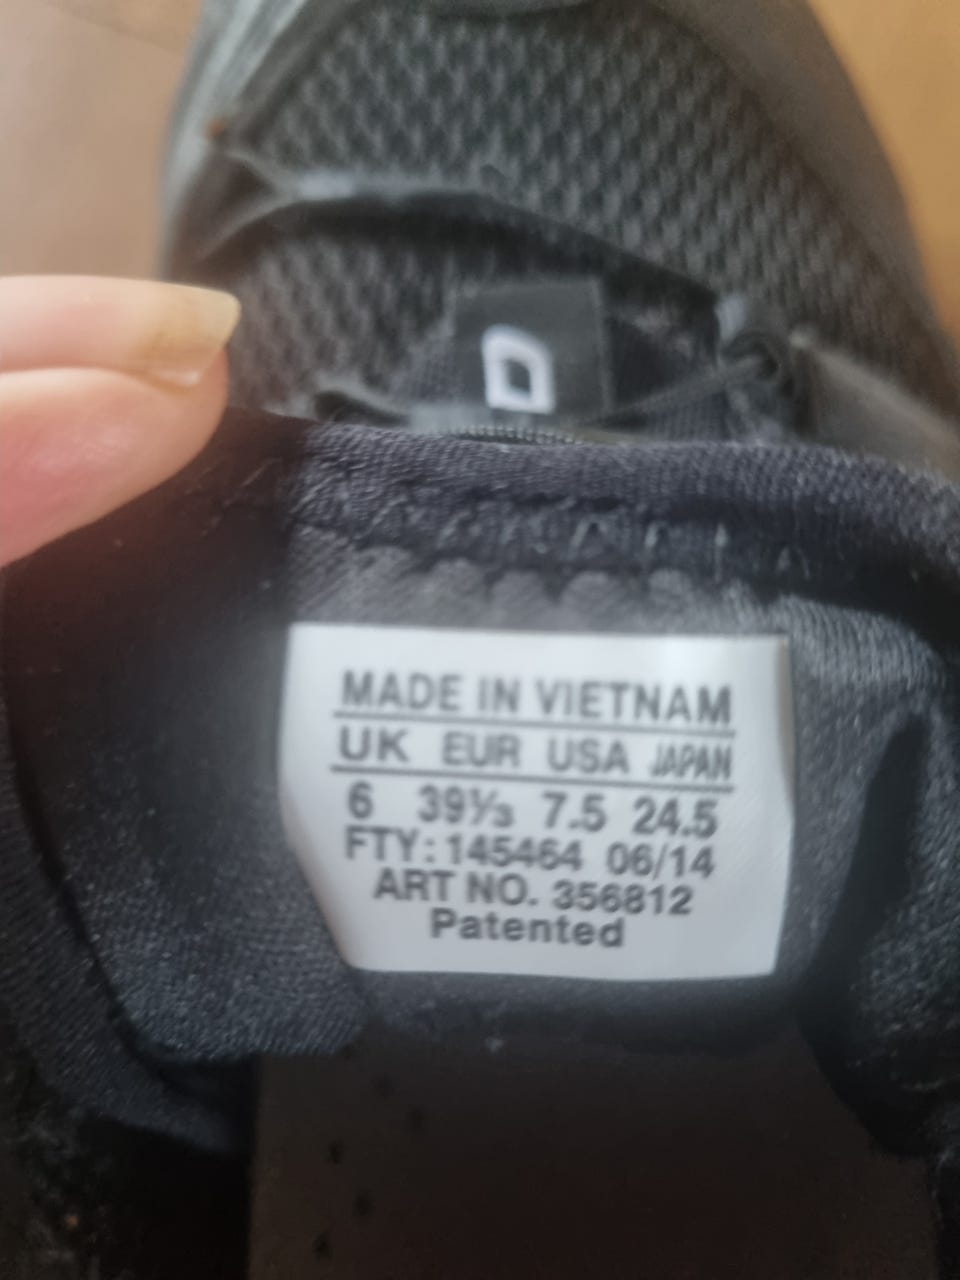 D
MADE IN VIETNAM
UK EUR USA JAPAN
6 39⅓ 7.5 24.5
FTY: 145464 06/14
ART NO. 356812
Patented